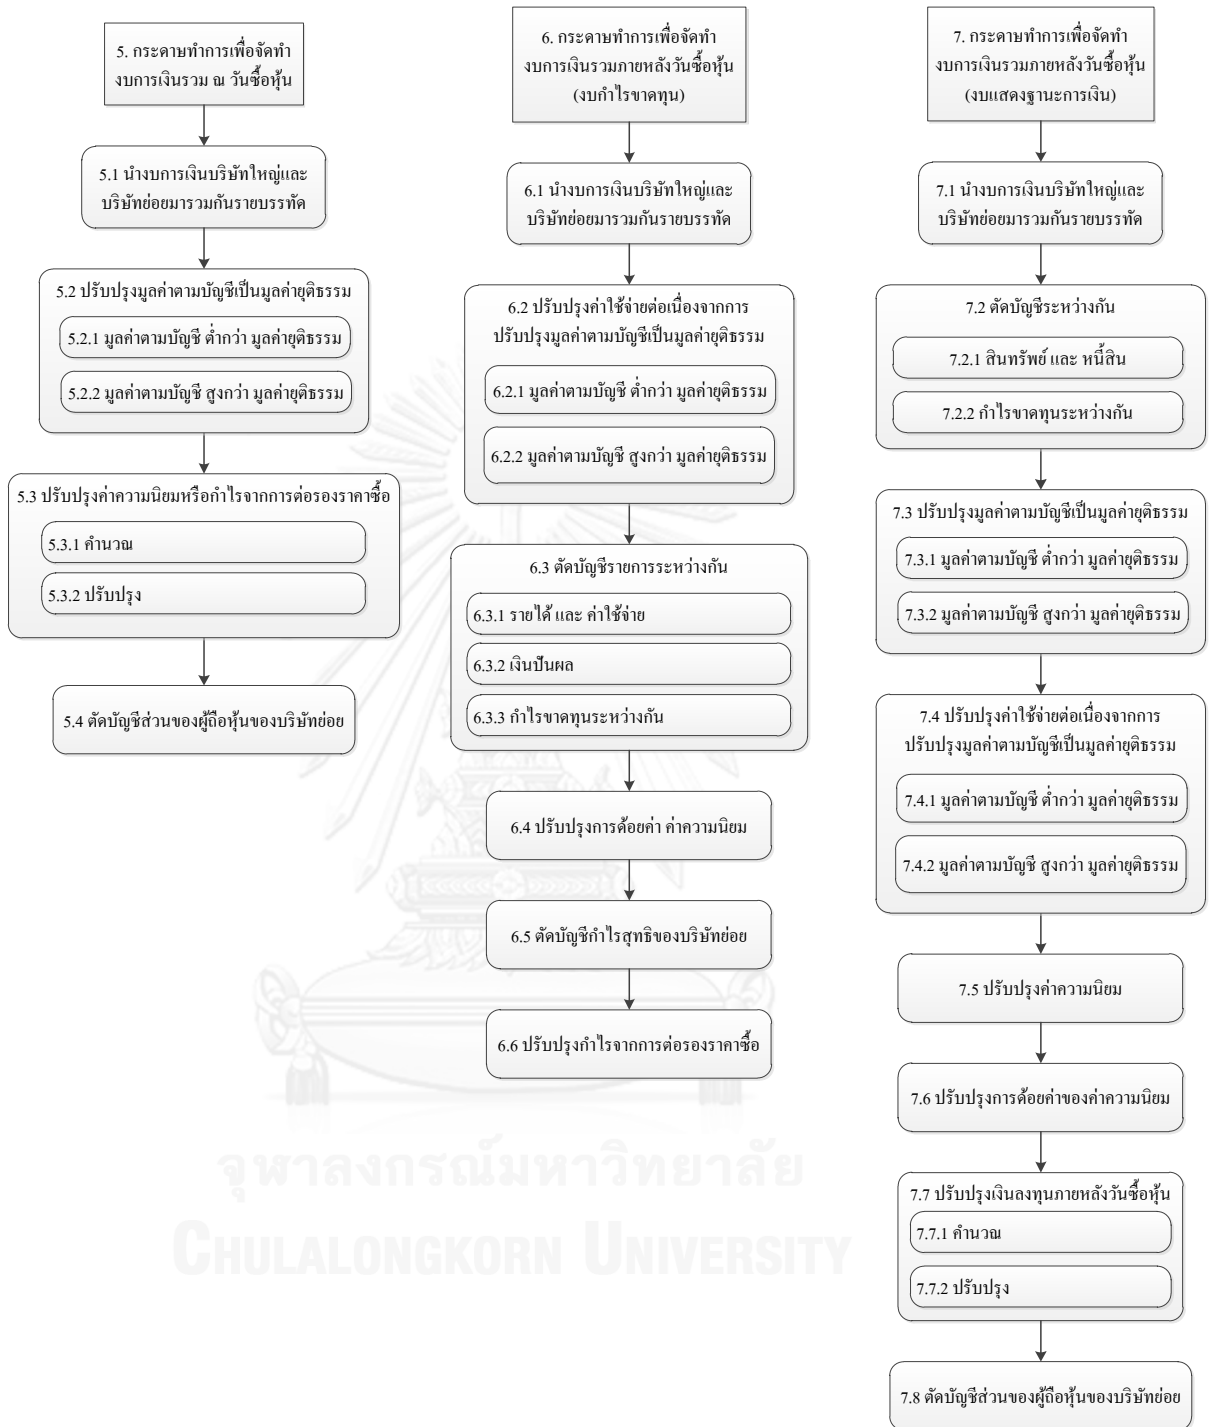 5. กระดาษทำการเพื่อจัดทำ
งบการเงินรวม ณ วันซื้อหุ้น
5.1 นำงบการเงินบริษัทใหญ่และ
บริษัทย่อยมารวมกันรายบรรทัด
5.2 ปรับปรุงมูลค่าตามบัญชีเป็นมูลค่ายุติธรรม
5.2.1 มูลค่าตามบัญชี ต่ำกว่า มูลค่ายุติธรรม
5.2.2 มูลค่าตามบัญชี สูงกว่า มูลค่ายุติธรรม
5.3 ปรับปรุงค่าความนิยมหรือกำไรจากการต่อรองราคาซื้อ
5.3.1 คำนวณ
5.3.2 ปรับปรุง
5.4 ตัดบัญชีส่วนของผู้ถือหุ้นของบริษัทย่อย
6. กระดาษทำการเพื่อจัดทำ
งบการเงินรวมภายหลังวันซื้อหุ้น
(งบกำไรขาดทุน)
6.1 นำงบการเงินบริษัทใหญ่และ
บริษัทย่อยมารวมกันรายบรรทัด
6.2 ปรับปรุงค่าใช้จ่ายต่อเนื่องจากการ
ปรับปรุงมูลค่าตามบัญชีเป็นมูลค่ายุติธรรม
6.2.1 มูลค่าตามบัญชี ต่ำกว่า มูลค่ายุติธรรม
6.2.2 มูลค่าตามบัญชี สูงกว่า มูลค่ายุติธรรม
6.3 ตัดบัญชีรายการระหว่างกัน
6.3.1 รายได้ และ ค่าใช้จ่าย
6.3.2 เงินปันผล
6.3.3 กำไรขาดทุนระหว่างกัน
6.4 ปรับปรุงการด้อยค่า ค่าความนิยม
6.5 ตัดบัญชีกำไรสุทธิของบริษัทย่อย
6.6 ปรับปรุงกำไรจากการต่อรองราคาซื้อ
7. กระดาษทำการเพื่อจัดทำ
งบการเงินรวมภายหลังวันซื้อหุ้น
(งบแสดงฐานะการเงิน)
7.1 นำงบการเงินบริษัทใหญ่และ
บริษัทย่อยมารวมกันรายบรรทัด
7.2 ตัดบัญชีระหว่างกัน
7.2.1 สินทรัพย์ และ หนี้สิน
7.2.2 กำไรขาดทุนระหว่างกัน
7.3 ปรับปรุงมูลค่าตามบัญชีเป็นมูลค่ายุติธรรม
7.3.1 มูลค่าตามบัญชี ต่ำกว่า มูลค่ายุติธรรม
7.3.2 มูลค่าตามบัญชี สูงกว่า มูลค่ายุติธรรม
7.4 ปรับปรุงค่าใช้จ่ายต่อเนื่องจากการ
ปรับปรุงมูลค่าตามบัญชีเป็นมูลค่ายุติธรรม
7.4.1 มูลค่าตามบัญชี ต่ำกว่า มูลค่ายุติธรรม
7.4.2 มูลค่าตามบัญชี สูงกว่า มูลค่ายุติธรรม
7.5 ปรับปรุงค่าความนิยม
7.6 ปรับปรุงการด้อยค่าของค่าความนิยม
7.7 ปรับปรุงเงินลงทุนภายหลังวันซื้อหุ้น
7.7.1 คำนวณ
7.7.2 ปรับปรุง
7.8 ตัดบัญชีส่วนของผู้ถือหุ้นของบริษัทย่อย
จุฬาลงกรณ์มหาวิทยาลัย
CHULALONGKORN UNIVERSITY